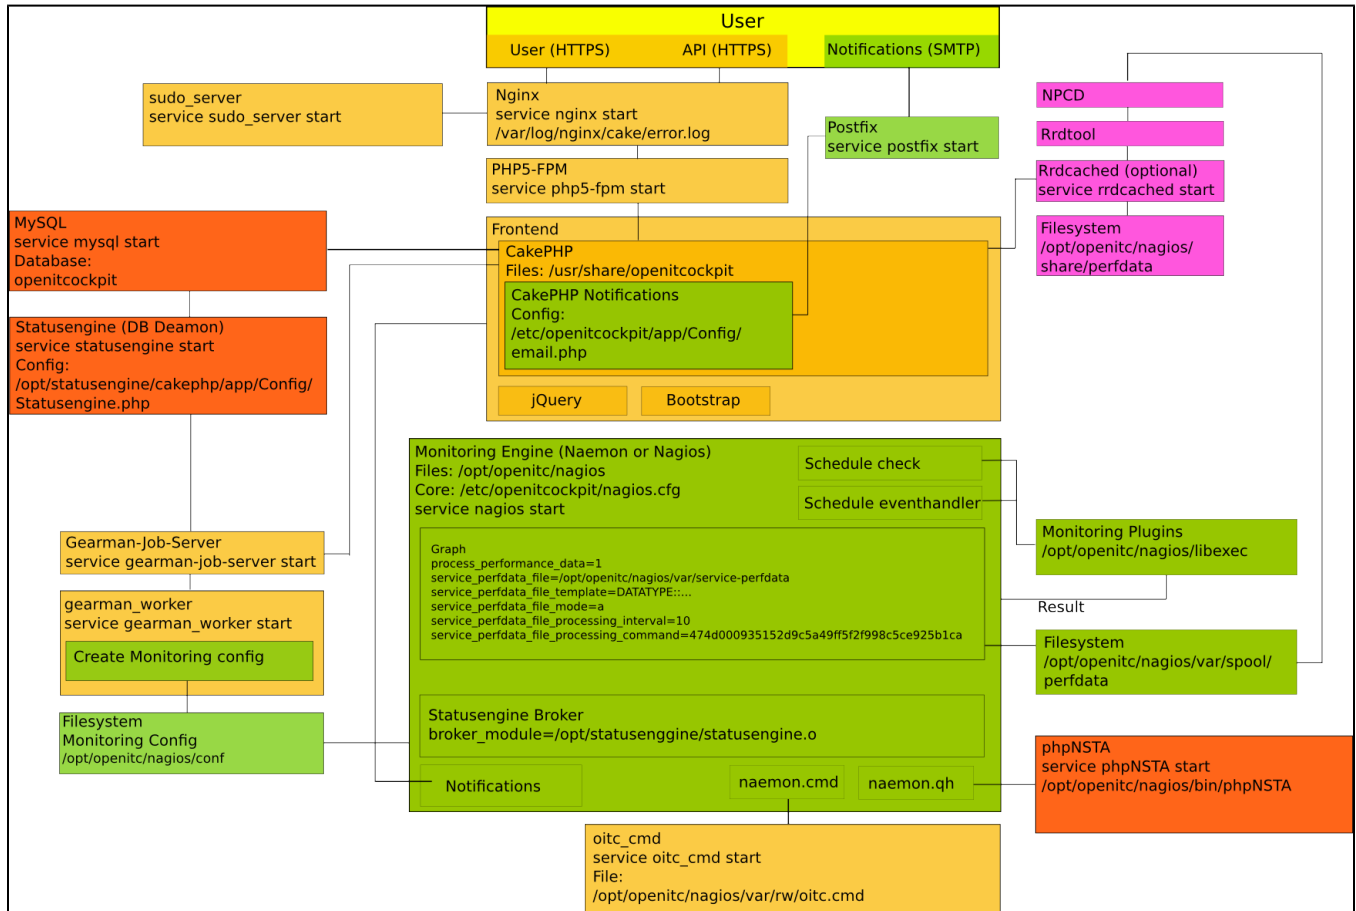 User
User (HTTPS)
API (HTTPS)
Notifications (SMTP)
sudo_server
service sudo_server start
Nginx
service nginx start
/var/log/nginx/cake/error.log
Postfix
service postfix start
NPCD
Rrdtool
Rrdcached (optional)
service rrdcached start
Filesystem
/opt/openitc/nagios/
share/perfdata
PHP5-FPM
service php5-fpm start
MySQL
service mysql start
Database:
openitcockpit
Statusengine (DB Deamon)
service statusengine start
Config:
/opt/statusengine/cakephp/app/Config/
Statusengine.php
Frontend
CakePHP
Files: /usr/share/openitcockpit
CakePHP Notifications
Config:
/etc/openitcockpit/app/Config/
email.php
jQuery
Bootstrap
Monitoring Engine (Naemon or Nagios)
Files: /opt/openitc/nagios
Core: /etc/openitcockpit/nagios.cfg
service nagios start
Schedule check
Schedule eventhandler
Graph
process_performance_data=1
service_perfdata_file=/opt/openitc/nagios/var/service-perfdata
service_perfdata_file_template=DATATYPE::...
service_perfdata_file_mode=a
service_perfdata_file_processing_interval=10
service_perfdata_file_processing_command=474d000935152d9c5a49ff5f2f998c5ce925b1ca
Monitoring Plugins
/opt/openitc/nagios/libexec
Result
Filesystem
/opt/openitc/nagios/var/spool/
perfdata
Gearman-Job-Server
service gearman-job-server start
gearman_worker
service gearman_worker start
Create Monitoring config
Filesystem
Monitoring Config
/opt/openitc/nagios/conf
Statusengine Broker
broker_module=/opt/statusenggine/statusengine.o
Notifications
naemon.cmd
naemon.qh
phpNSTA
service phpNSTA start
/opt/openitc/nagios/bin/phpNSTA
oitc_cmd
service oitc_cmd start
File:
/opt/openitc/nagios/var/rw/oitc.cmd